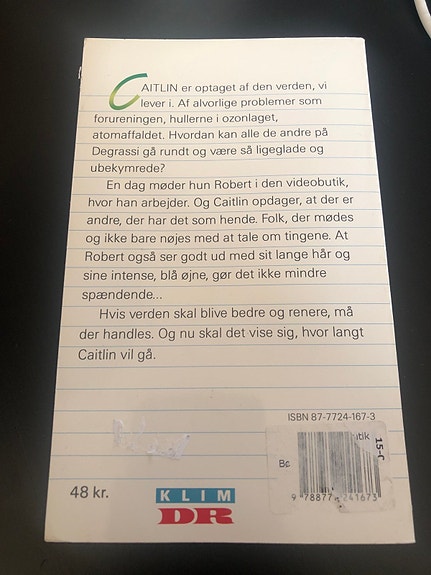 CAITLIN er optaget af den verden, vi
lever i. Af alvorlige problemer som
forureningen, hullerne i ozonlaget,
atomaffaldet. Hvordan kan alle de andre på
Degrassi gå rundt og være så ligeglade og
ubekymrede?
En dag møder hun Robert i den videobutik,
hvor han arbejder. Og Caitlin opdager, at der er
andre, der har det som hende. Folk, der mødes
og ikke bare nøjes med at tale om tingene. At
Robert også ser godt ud med sit lange hår og
sine intense, blå øjne, gør det ikke mindre
spændende...
Hvis verden skal blive bedre og renere, må
der handles. Og nu skal det vise sig, hvor langt
Caitlin vil gå.
ISBN 87-7724-167-3
9 788877 241673
48 kr.
KLIM
DR